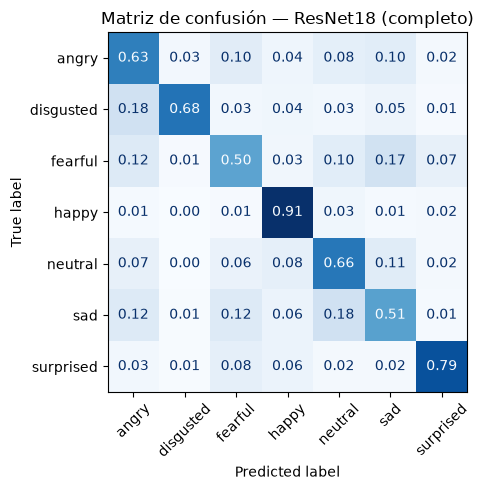 Matriz de confusión — ResNet18 (completo)
True label
angry 0.63 0.03 0.10 0.04 0.08 0.10 0.02
disgusted 0.18 0.68 0.03 0.04 0.03 0.05 0.01
fearful 0.12 0.01 0.50 0.03 0.10 0.17 0.07
happy 0.01 0.00 0.01 0.91 0.03 0.01 0.02
neutral 0.07 0.00 0.06 0.08 0.66 0.11 0.02
sad 0.12 0.01 0.12 0.06 0.18 0.51 0.01
surprised 0.03 0.01 0.08 0.06 0.02 0.02 0.79
angry disgusted fearful happy neutral sad surprised
Predicted label